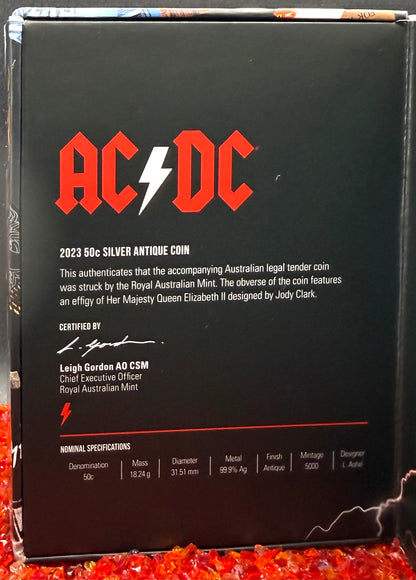 AC DC
2023 50c SILVER ANTIQUE COIN
This authenticates that the accompanying Australian legal tender coin
was struck by the Royal Australian Mint. The obverse of the coin features
an effigy of Her Majesty Queen Elizabeth II designed by Jody Clark.
CERTIFIED BY
L. Gordon.
Leigh Gordon AO CSM
Chief Executive Officer
Royal Australian Mint
NOMINAL SPECIFICATIONS
Denomination Mass Diameter Metal Finish Mintage Designer
50c 18.24 g 31.51 mm 99.9% Ag Antique 5000 L. Ashe